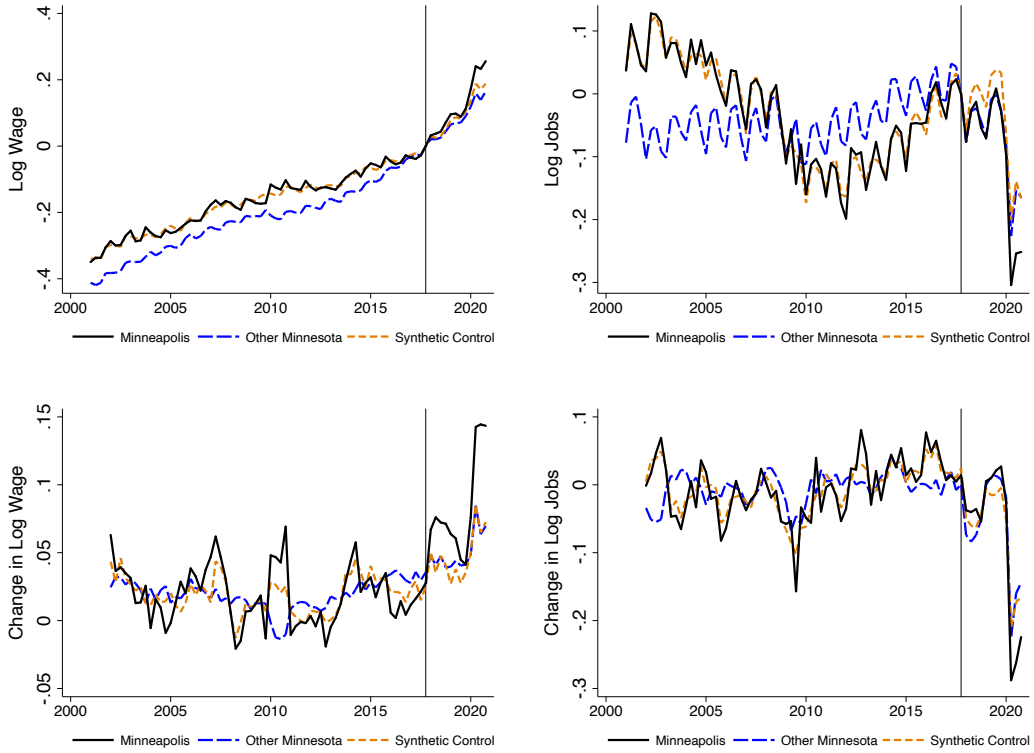 Log Wage
.4
.2
0
-.2
-.4
2000 2005 2010 2015 2020
Minneapolis Other Minnesota Synthetic Control
Log Jobs
.1
0
-.1
-.2
-.3
2000 2005 2010 2015 2020
Minneapolis Other Minnesota Synthetic Control
Change in Log Wage
.15
.1
.05
0
-.05
2000 2005 2010 2015 2020
Minneapolis Other Minnesota Synthetic Control
Change in Log Jobs
.1
0
-.1
-.2
-.3
2000 2005 2010 2015 2020
Minneapolis Other Minnesota Synthetic Control